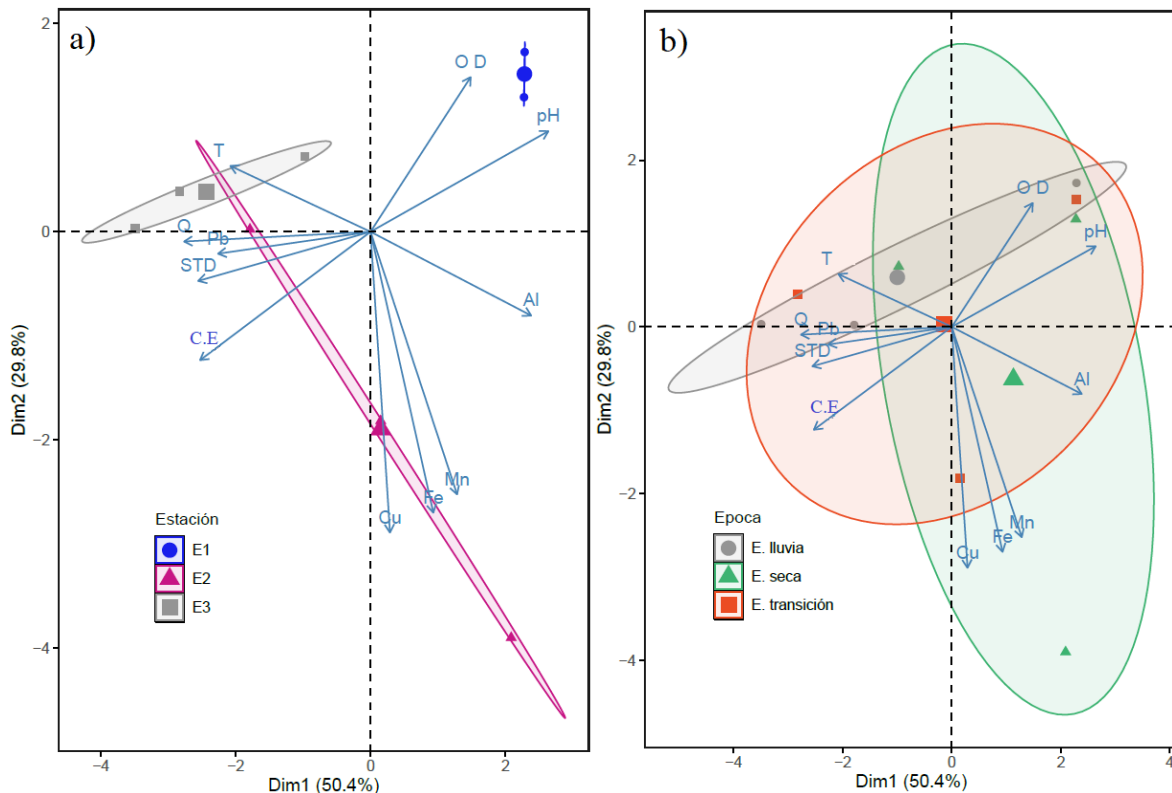 a)
2
0
−2
−4
Dim2 (29.8%)
O D
pH
T
Q
Pb
STD
C.E
Al
Mn
Fe
Cu
Estación
E1
E2
E3
−4
−2
0
2
Dim1 (50.4%)
b)
2
0
−2
−4
Dim2 (29.8%)
O D
pH
T
Q
Pb
STD
C.E
Al
Mn
Fe
Cu
Epoca
E. lluvia
E. seca
E. transición
−4
−2
0
2
4
Dim1 (50.4%)